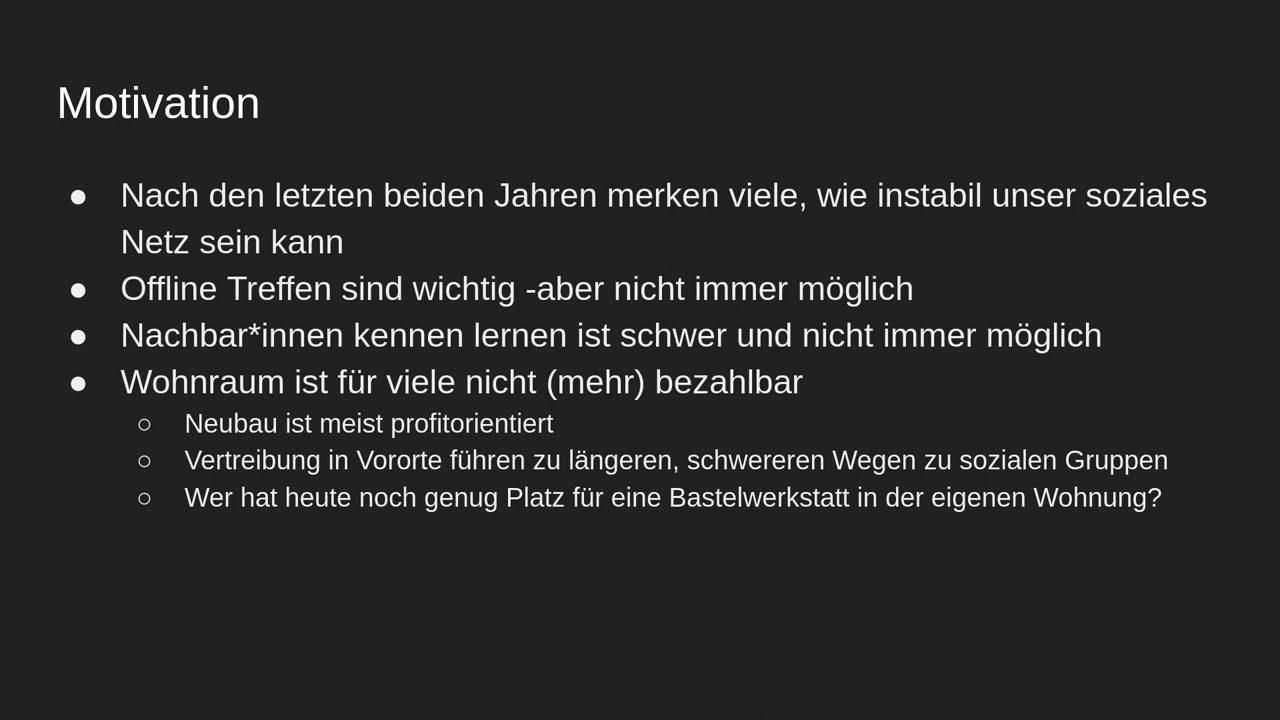 Motivation
● Nach den letzten beiden Jahren merken viele, wie instabil unser soziales
Netz sein kann
● Offline Treffen sind wichtig -aber nicht immer möglich
● Nachbar*innen kennen lernen ist schwer und nicht immer möglich
● Wohnraum ist für viele nicht (mehr) bezahlbar
○ Neubau ist meist profitorientiert
○ Vertreibung in Vororte führen zu längeren, schwereren Wegen zu sozialen Gruppen
○ Wer hat heute noch genug Platz für eine Bastelwerkstatt in der eigenen Wohnung?